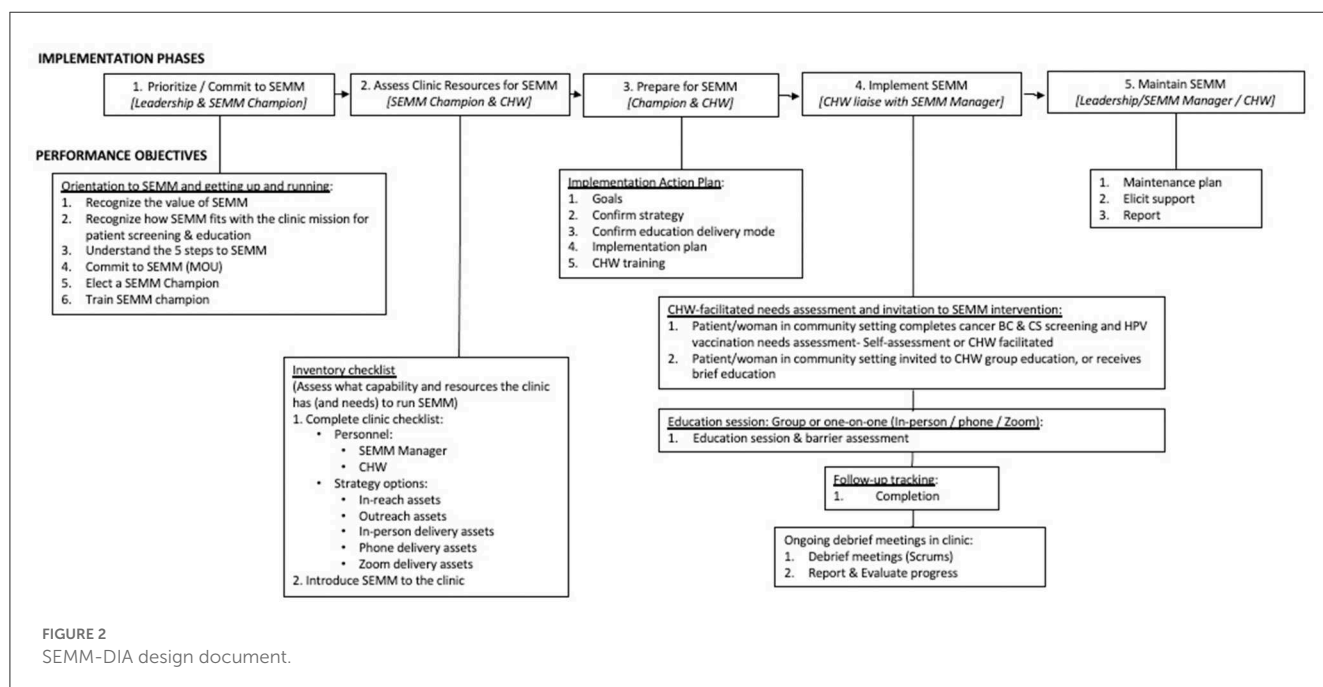 IMPLEMENTATION PHASES
1. Prioritize / Commit to SEMM
[Leadership & SEMM Champion]
2. Assess Clinic Resources for SEMM
[SEMM Champion & CHW]
3. Prepare for SEMM
[Champion & CHW]
4. Implement SEMM
[CHW liaise with SEMM Manager]
5. Maintain SEMM
[Leadership/SEMM Manager / CHW]
PERFORMANCE OBJECTIVES
Orientation to SEMM and getting up and running:
1. Recognize the value of SEMM
2. Recognize how SEMM fits with the clinic mission for
patient screening & education
3. Understand the 5 steps to SEMM
4. Commit to SEMM (MOU)
5. Elect a SEMM Champion
6. Train SEMM champion
Inventory checklist
(Assess what capability and resources the clinic
has (and needs) to run SEMM)
1. Complete clinic checklist:
• Personnel:
• SEMM Manager
• CHW
• Strategy options:
• In-reach assets
• Outreach assets
• In-person delivery assets
• Phone delivery assets
• Zoom delivery assets
2. Introduce SEMM to the clinic
Implementation Action Plan:
1. Goals
2. Confirm strategy
3. Confirm education delivery mode
4. Implementation plan
5. CHW training
CHW-facilitated needs assessment and invitation to SEMM intervention:
1. Patient/woman in community setting completes cancer BC & CS screening and HPV
vaccination needs assessment- Self-assessment or CHW facilitated
2. Patient/woman in community setting invited to CHW group education, or receives
brief education
Education session: Group or one-on-one (In-person / phone / Zoom):
1. Education session & barrier assessment
Follow-up tracking:
1. Completion
Ongoing debrief meetings in clinic:
1. Debrief meetings (Scrums)
2. Report & Evaluate progress
1. Maintenance plan
2. Elicit support
3. Report
FIGURE 2
SEMM-DIA design document.